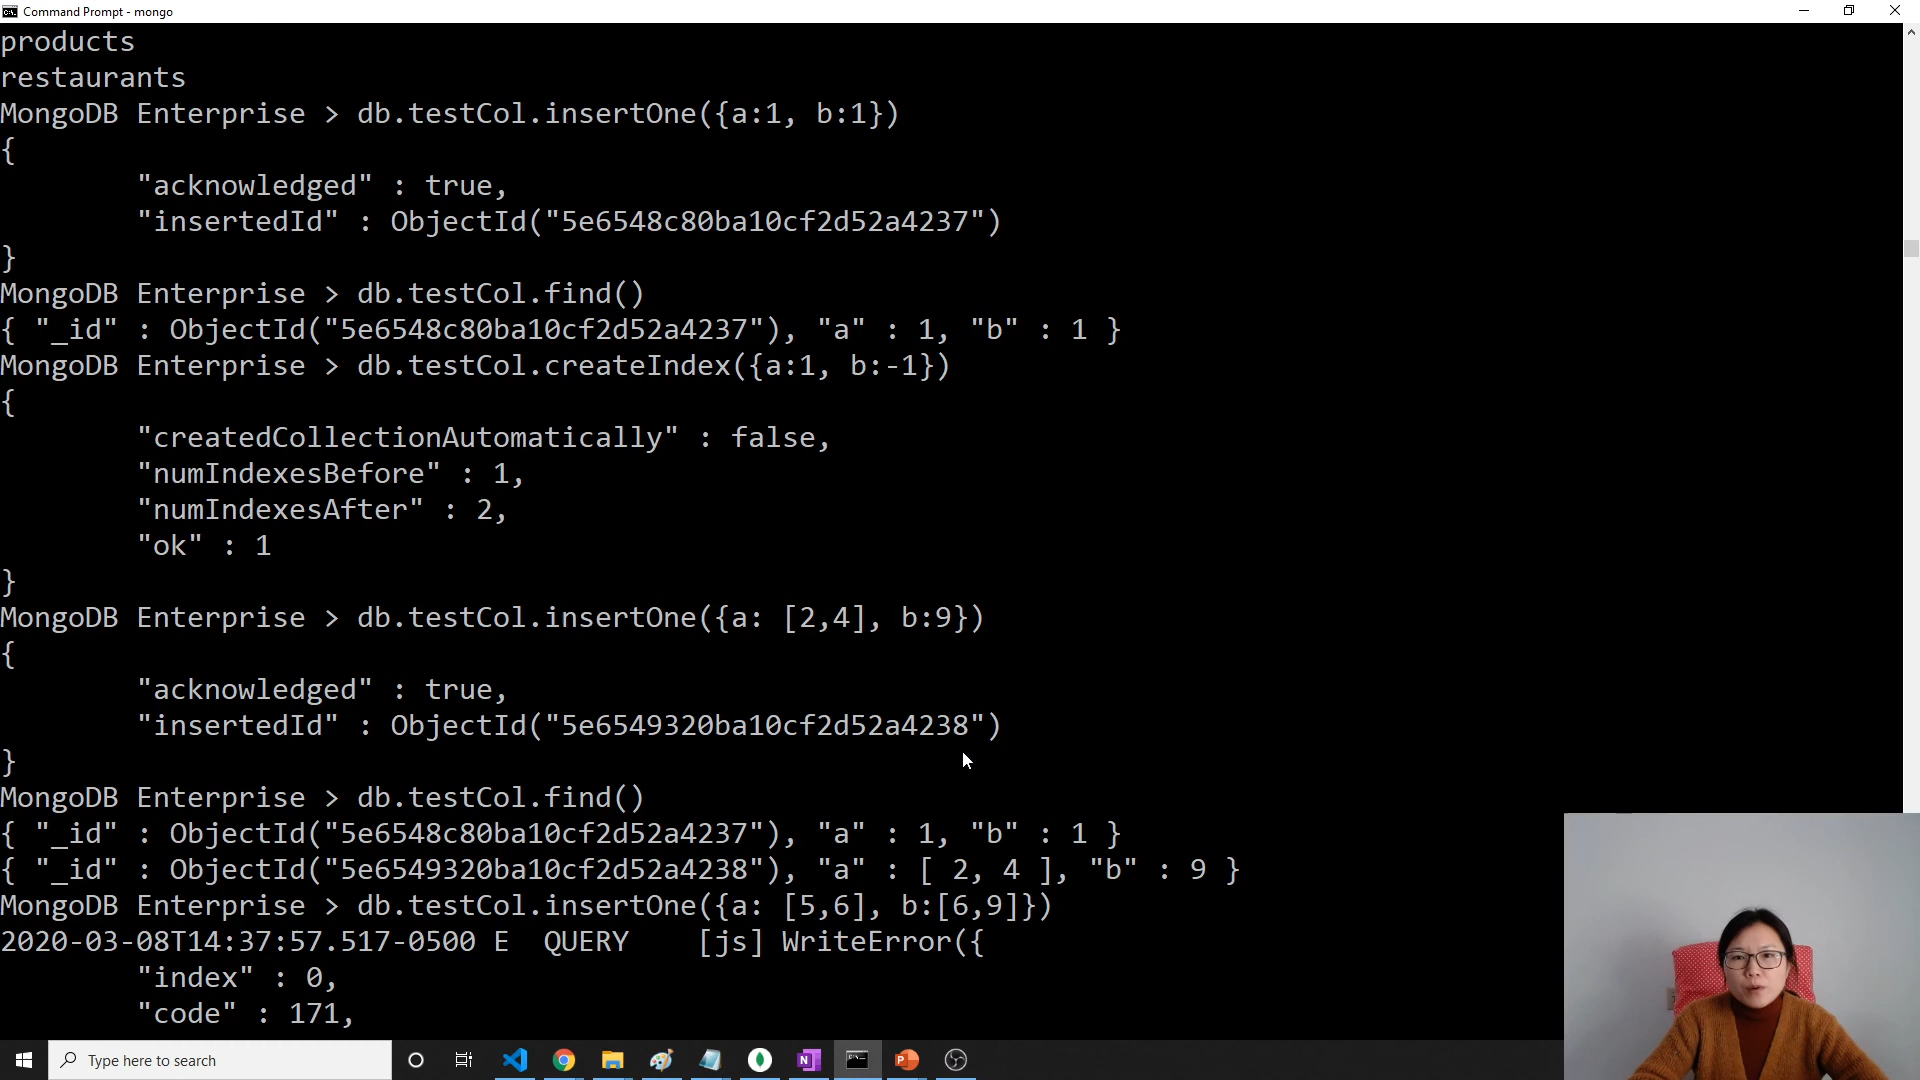 Command Prompt - mongo
products
restaurants
MongoDB Enterprise > db.testCol.insertOne({a:1, b:1})
{
"acknowledged" : true,
"insertedId" : ObjectId("5e6548c80ba10cf2d52a4237")
}
MongoDB Enterprise > db.testCol.find()
{ "_id" : ObjectId("5e6548c80ba10cf2d52a4237"), "a" : 1, "b" : 1 }
MongoDB Enterprise > db.testCol.createIndex({a:1, b:-1})
{
"createdCollectionAutomatically" : false,
"numIndexesBefore" : 1,
"numIndexesAfter" : 2,
"ok" : 1
}
MongoDB Enterprise > db.testCol.insertOne({a: [2,4], b:9})
{
"acknowledged" : true,
"insertedId" : ObjectId("5e6549320ba10cf2d52a4238")
}
MongoDB Enterprise > db.testCol.find()
{ "_id" : ObjectId("5e6548c80ba10cf2d52a4237"), "a" : 1, "b" : 1 }
{ "_id" : ObjectId("5e6549320ba10cf2d52a4238"), "a" : [ 2, 4 ], "b" : 9 }
MongoDB Enterprise > db.testCol.insertOne({a: [5,6], b:[6,9]})
2020-03-08T14:37:57.517-0500 E  QUERY    [js] WriteError({
"index" : 0,
"code" : 171,
Type here to search